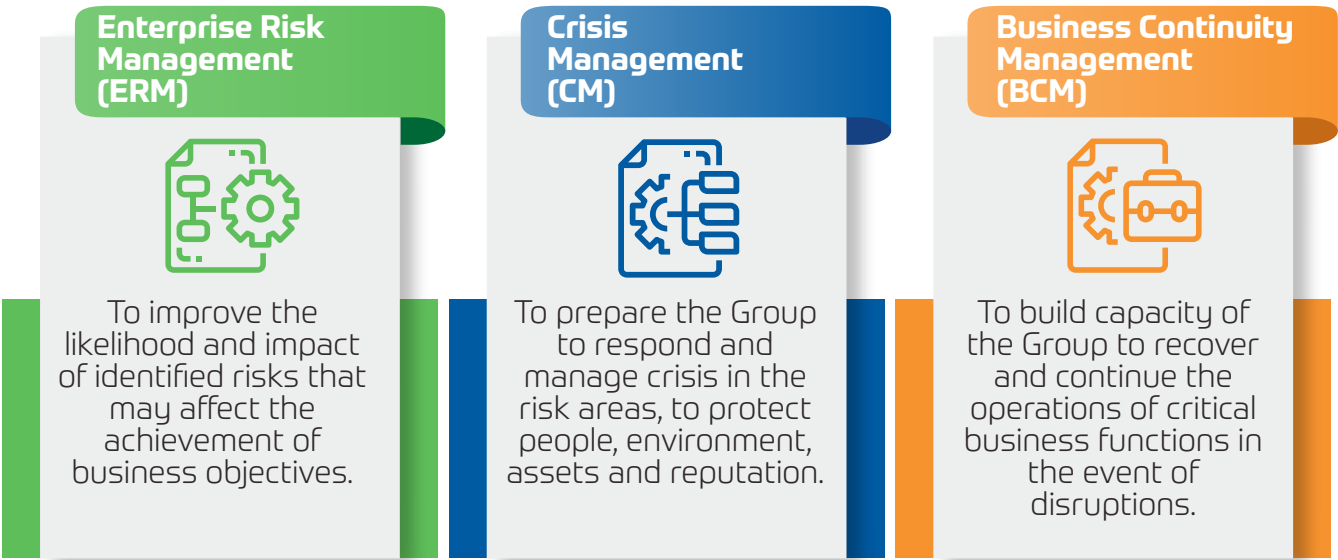 Enterprise Risk
Management
(ERM)
To improve the
likelihood and impact
of identified risks that
may affect the
achievement of
business objectives.
Crisis
Management
(CM)
To prepare the Group
to respond and
manage crisis in the
risk areas, to protect
people, environment,
assets and reputation.
Business Continuity
Management
(BCM)
To build capacity of
the Group to recover
and continue the
operations of critical
business functions in
the event of
disruptions.